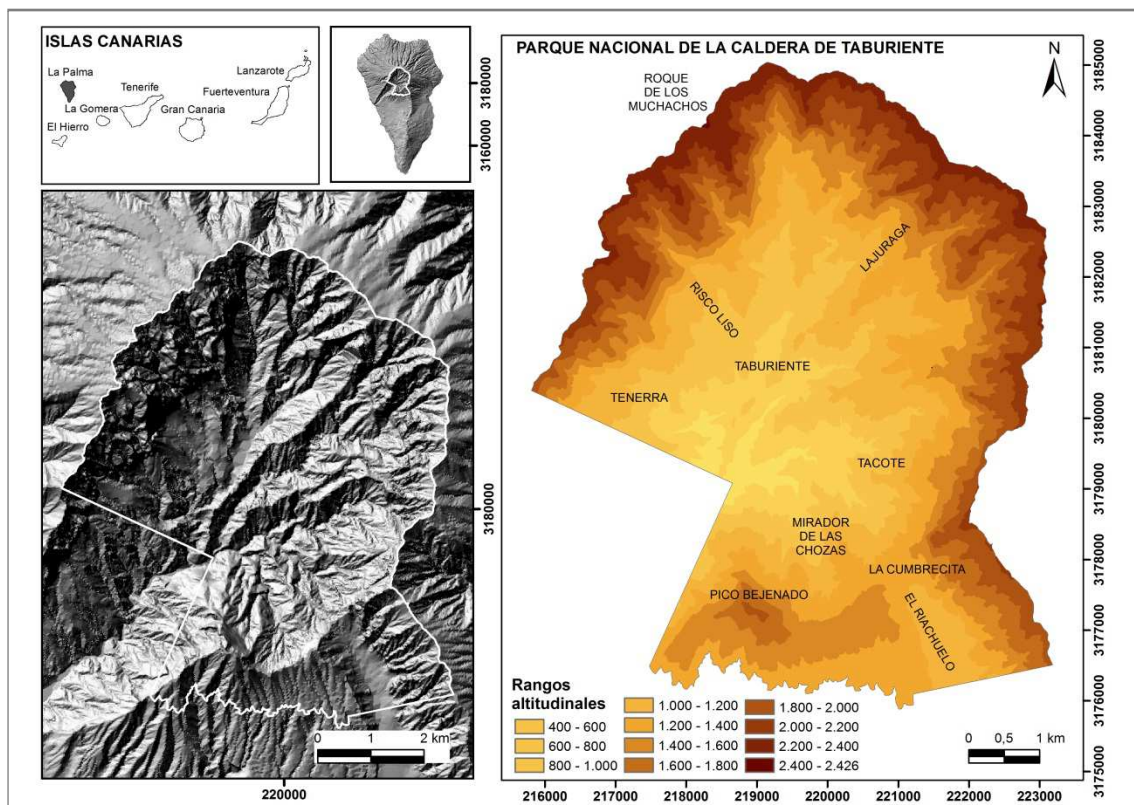 ISLAS CANARIAS
La Palma
Tenerife
Lanzarote
La Gomera
Gran Canaria
Fuerteventura
El Hierro
3180000
3160000
3180000
0 1 2 km
220000
PARQUE NACIONAL DE LA CALDERA DE TABURIENTE
N
ROQUE
DE LOS
MUCHACHOS
LAJURAGA
RISCO LISO
TABURIENTE
TENERRA
TACOTE
MIRADOR
DE LAS
CHOZAS
LA CUMBRECITA
PICO BEJENADO
EL RIACHUELO
Rangos
altitudinales
400 - 600
600 - 800
800 - 1.000
1.000 - 1.200
1.200 - 1.400
1.400 - 1.600
1.600 - 1.800
1.800 - 2.000
2.000 - 2.200
2.200 - 2.400
2.400 - 2.426
0 0,5 1 km
3185000
3184000
3183000
3182000
3181000
3180000
3179000
3178000
3177000
3176000
3175000
216000 217000 218000 219000 220000 221000 222000 223000